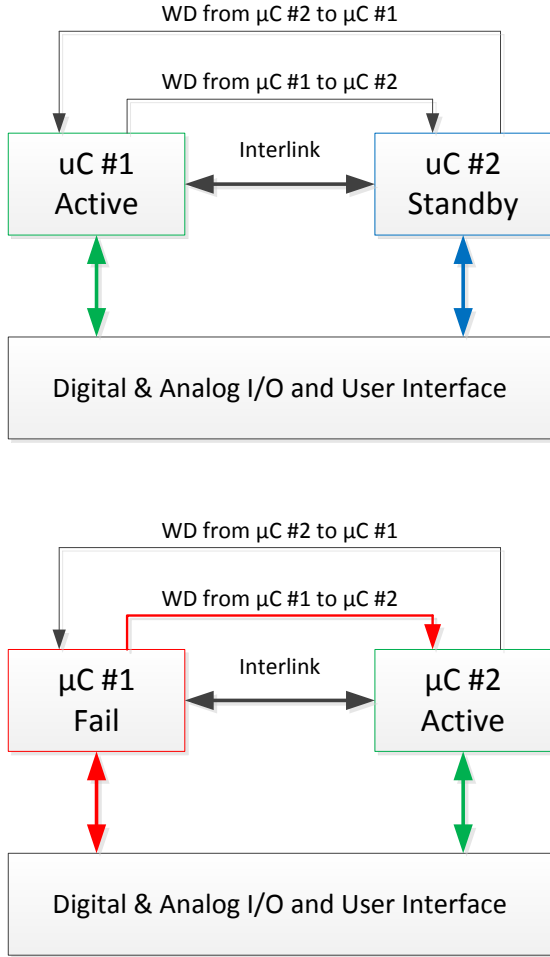 WD from µC #2 to µC #1
WD from µC #1 to µC #2
Interlink
uC #1
Active
uC #2
Standby
Digital & Analog I/O and User Interface
WD from µC #2 to µC #1
WD from µC #1 to µC #2
Interlink
µC #1
Fail
µC #2
Active
Digital & Analog I/O and User Interface